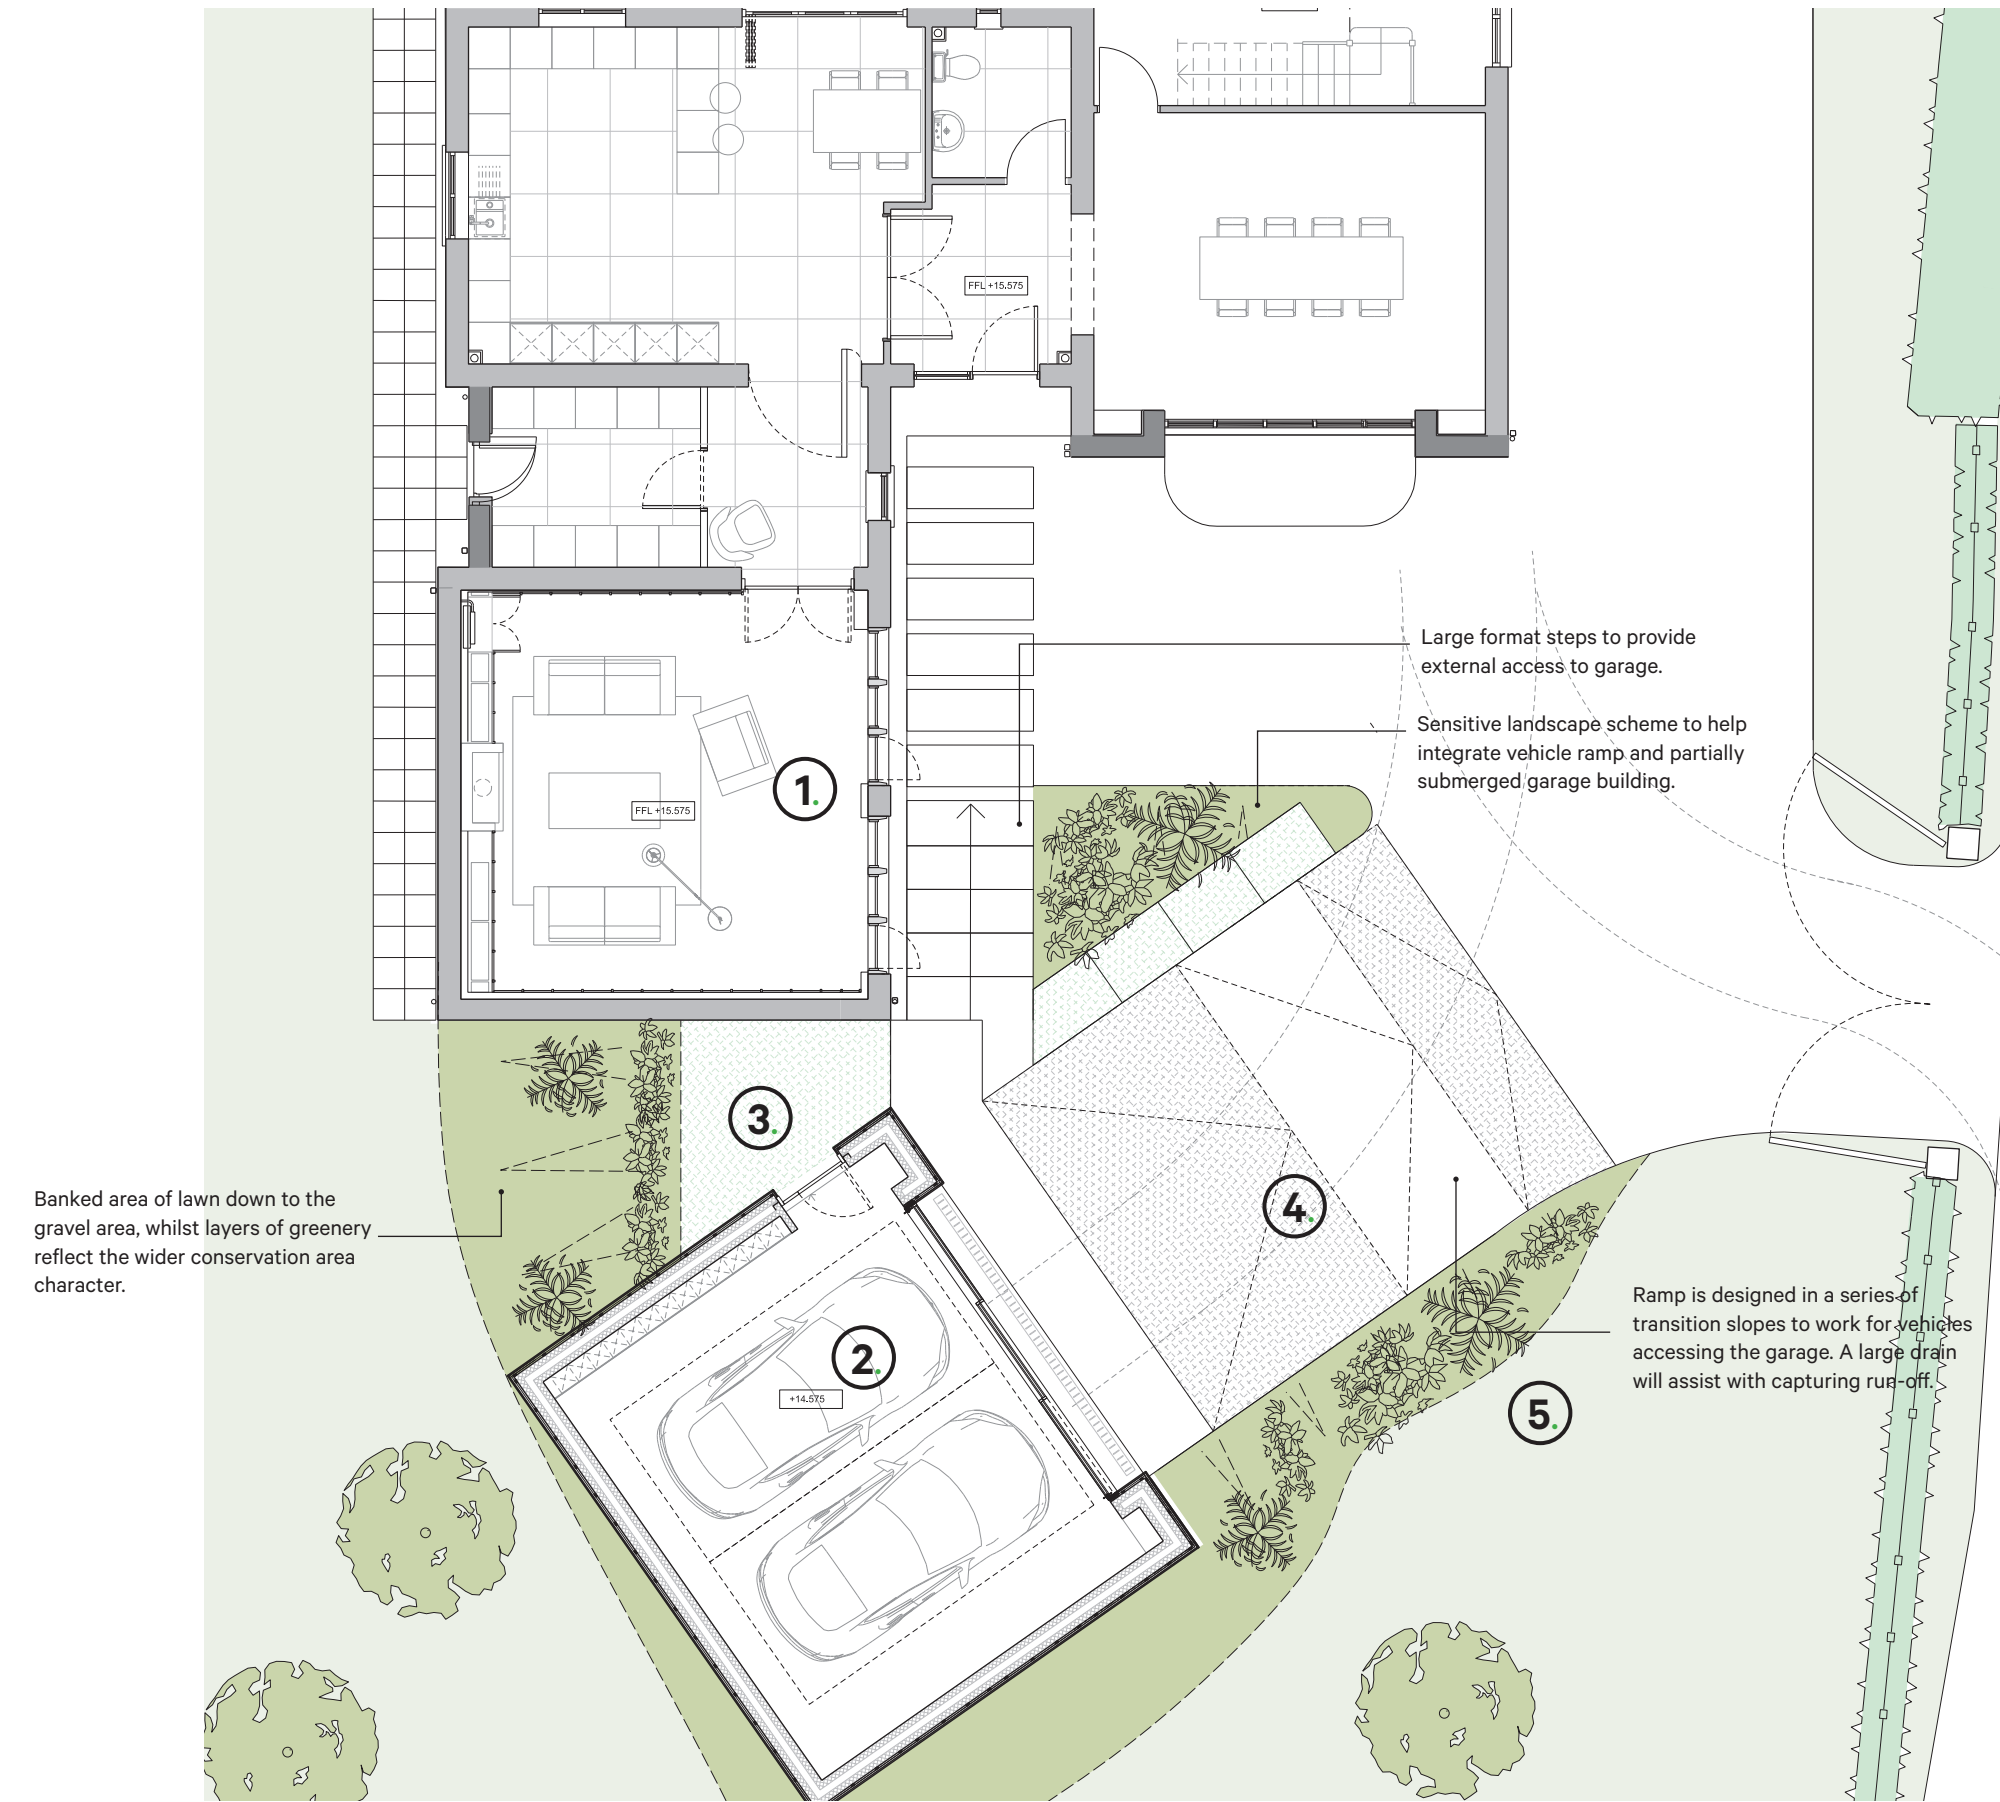 FFL +15.575
Large format steps to provide
external access to garage.
Sensitive landscape scheme to help
integrate vehicle ramp and partially
submerged garage building.
1.
FFL +15.575
3.
Banked area of lawn down to the
gravel area, whilst layers of greenery
reflect the wider conservation area
character.
4.
Ramp is designed in a series of
transition slopes to work for vehicles
accessing the garage. A large drain
will assist with capturing run-off.
2.
+14.575
5.